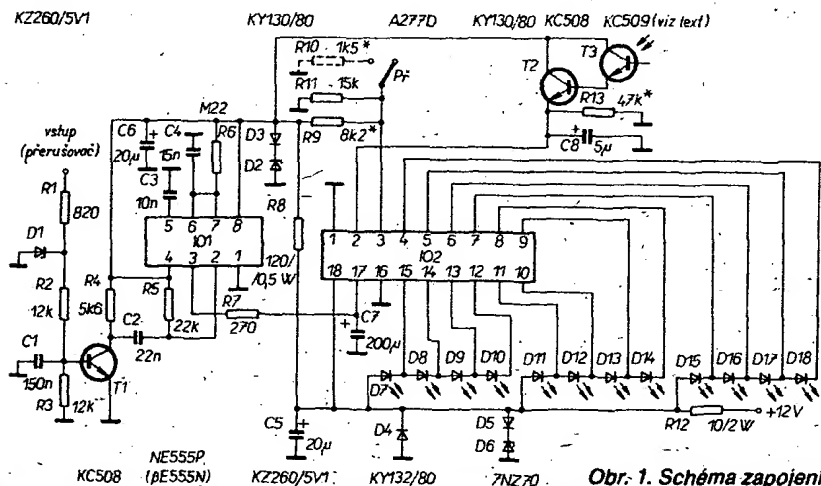 KZ260/5V1 KY130/80 A277D KY130/80 KC508 KC509 (viz text)
R10 1k5*
R11 15k
Př
T2
T3
M22
C6 20μ
C4 15n
R6
D3
D2
R9 8k2*
R13 4,7k*
C8 5μ
vstup
(přerušovač)
C3 10n
R1 820
5 6 7 8
IO1
4 3 2 1
R8 120/0,5 W
1 2 3 4 5 6 7 8 9
IO2
18 17 16 15 14 13 12 11 10
D1
R2 12k
R4 5k6
R5 22k
R7 270
C7 200μ
C2 22n
C1 150n
T1
R3 12k
D7 D8 D9 D10 D11 D12 D13 D14 D15 D16 D17 D18
C5 20μ
D4
D5
D6
R12 10/2W
+12V
KC508 NE555P (βE555N) KZ260/5V1 KY132/80 7NZ70
Obr. 1. Schéma zapojení